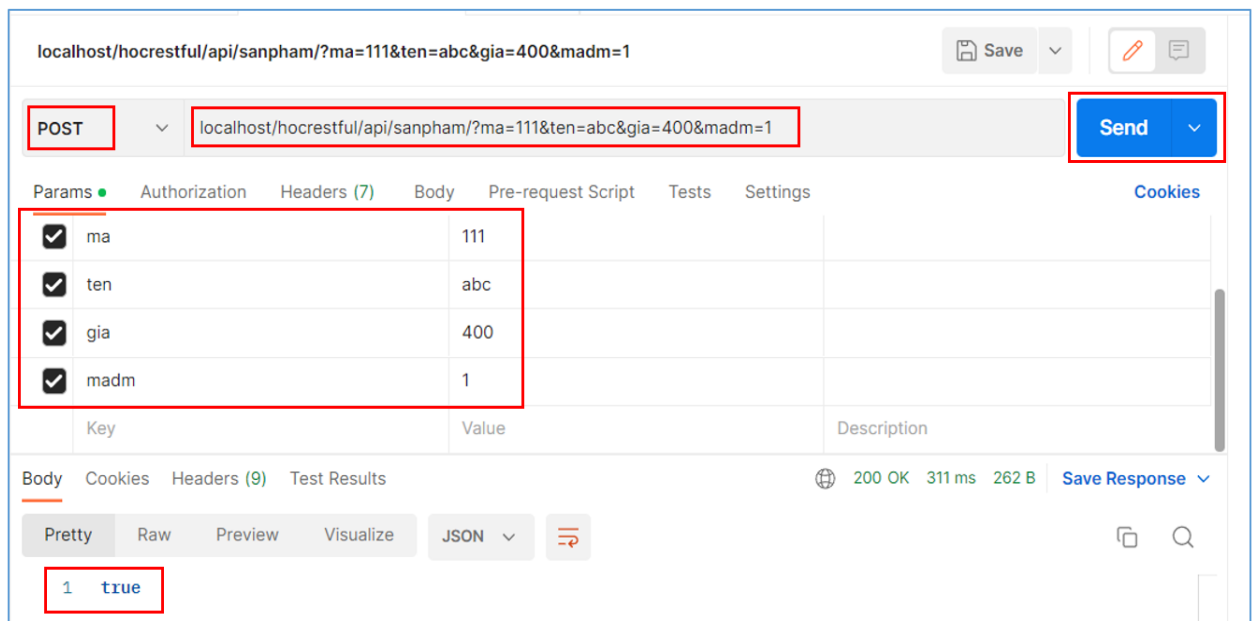 localhost/hocrestful/api/sanpham/?ma=111&ten=abc&gia=400&madm=1
Save
POST
localhost/hocrestful/api/sanpham/?ma=111&ten=abc&gia=400&madm=1
Send
Params Authorization Headers (7) Body Pre-request Script Tests Settings Cookies
ma 111
ten abc
gia 400
madm 1
Key Value Description
Body Cookies Headers (9) Test Results 200 OK 311 ms 262 B Save Response
Pretty Raw Preview Visualize JSON
1 true